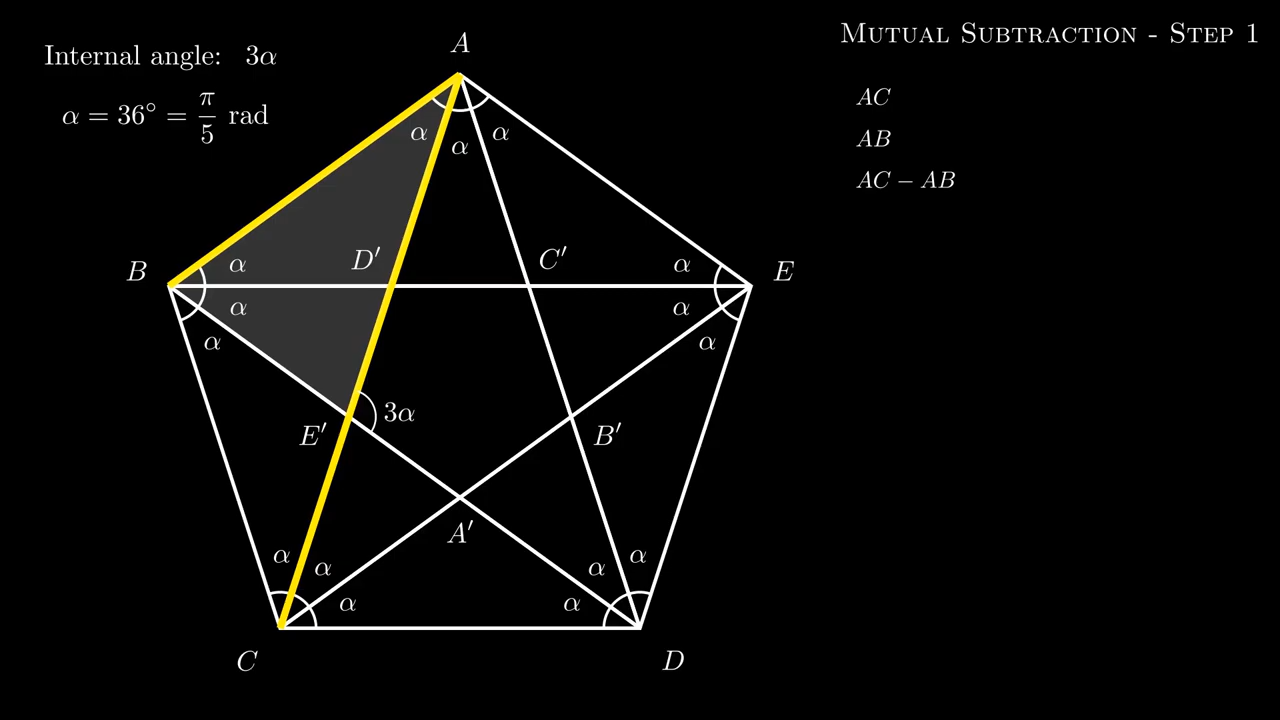 MUTUAL SUBTRACTION - STEP 1
Internal angle: 3α
α = 36° = π/5 rad
AC
AB
AC − AB
A
α α α
B α D′ C′ α E
α α
α α
3α
E′ B′
A′
α α α α
α α
C D